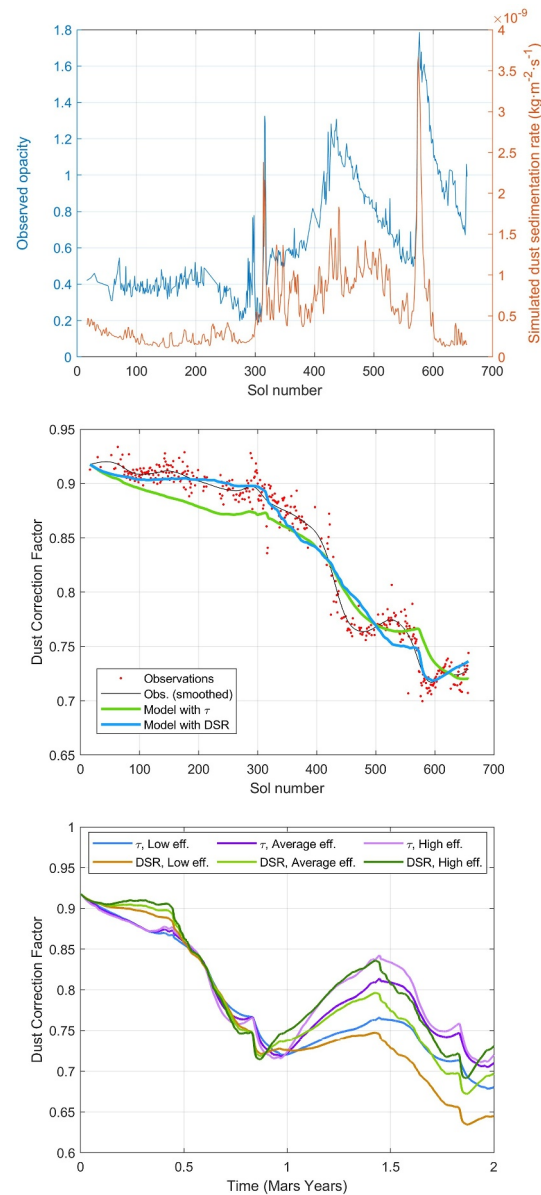 ×10⁻⁹
1.8
1.6
1.4
1.2
1
0.8
0.6
0.4
0.2
0
Observed opacity
4
3.5
3
2.5
2
1.5
1
0.5
0
Simulated dust sedimentation rate (kg·m⁻²·s⁻¹)
0 100 200 300 400 500 600 700
Sol number
0.95
0.9
0.85
0.8
0.75
0.7
0.65
Dust Correction Factor
Observations
Obs. (smoothed)
Model with τ
Model with DSR
0 100 200 300 400 500 600 700
Sol number
1
0.95
0.9
0.85
0.8
0.75
0.7
0.65
0.6
Dust Correction Factor
τ, Low eff. τ, Average eff. τ, High eff.
DSR, Low eff. DSR, Average eff. DSR, High eff.
0 0.5 1 1.5 2
Time (Mars Years)